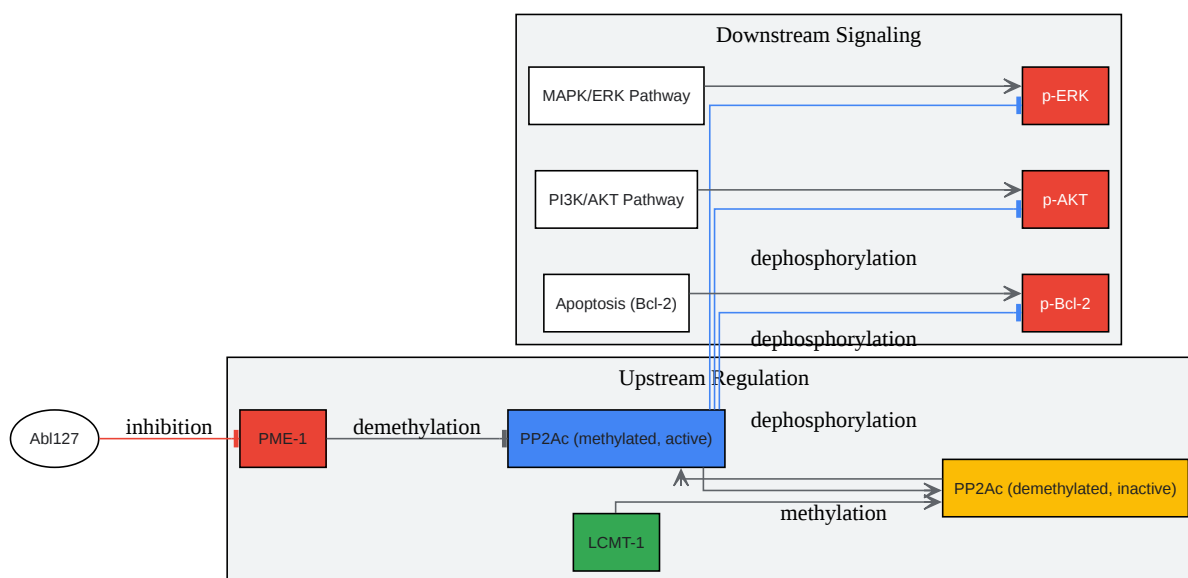 Downstream Signaling
MAPK/ERK Pathway
p-ERK
PI3K/AKT Pathway
p-AKT
dephosphorylation
Apoptosis (Bcl-2)
p-Bcl-2
dephosphorylation
Upstream Regulation
Abl127
inhibition
PME-1
demethylation
PP2Ac (methylated, active)
dephosphorylation
PP2Ac (demethylated, inactive)
methylation
LCMT-1